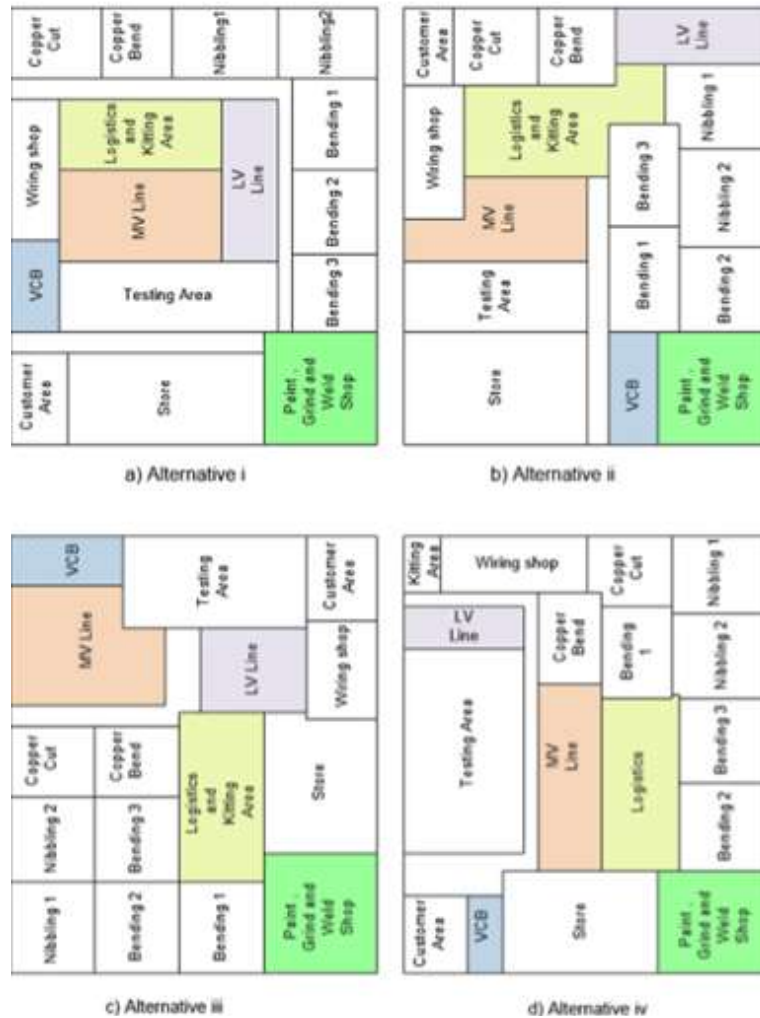 Copper
Cut
Copper
Bend
Nibbling1
Nibbling2
Wiring shop
Logistics
and
Kitting
Area
LV
Line
Bending 1
MV Line
Bending 2
VCB
Testing Area
Bending 3
Customer
Area
Store
Paint ,
Grind and
Weld
Shop
a) Alternative i
Customer
Area
Copper
Cut
Copper
Bend
LV
Line
Wiring shop
Logistics
and
Kitting
Area
Nibbling 1
MV
Line
Bending 3
Nibbling 2
Testing
Area
Bending 1
Bending 2
Store
VCB
Paint ,
Grind and
Weld
Shop
b) Alternative ii
VCB
Testing
Area
Customer
Area
MV Line
LV Line
Wiring shop
Copper
Cut
Copper
Bend
Logistics
and
Kitting
Area
Store
Nibbling 2
Bending 3
Nibbling 1
Bending 2
Bending 1
Paint ,
Grind and
Weld
Shop
c) Alternative iii
Kitting
Area
Wiring shop
Copper
Cut
Nibbling 1
LV
Line
Copper
Bend
Bending
1
Nibbling 2
Testing Area
MV
Line
Logistics
Bending 3
Bending 2
Customer
Area
VCB
Store
Paint ,
Grind and
Weld
Shop
d) Alternative iv